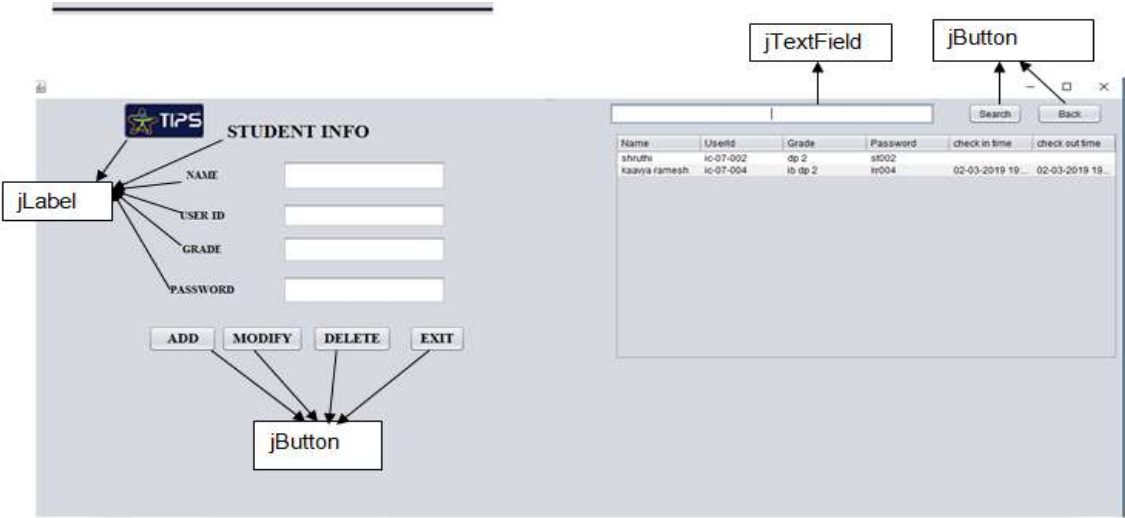 jTextField
jButton
TIPS
STUDENT INFO
NAME
USER ID
GRADE
PASSWORD
jLabel
ADD MODIFY DELETE EXIT
jButton
Search Back
Name UserId Grade Password check in time check out time
shruthi ic-07-002 dp 2 st002
kaavya ramesh ic-07-004 ib dp 2 kr004 02-03-2019 19... 02-03-2019 19...